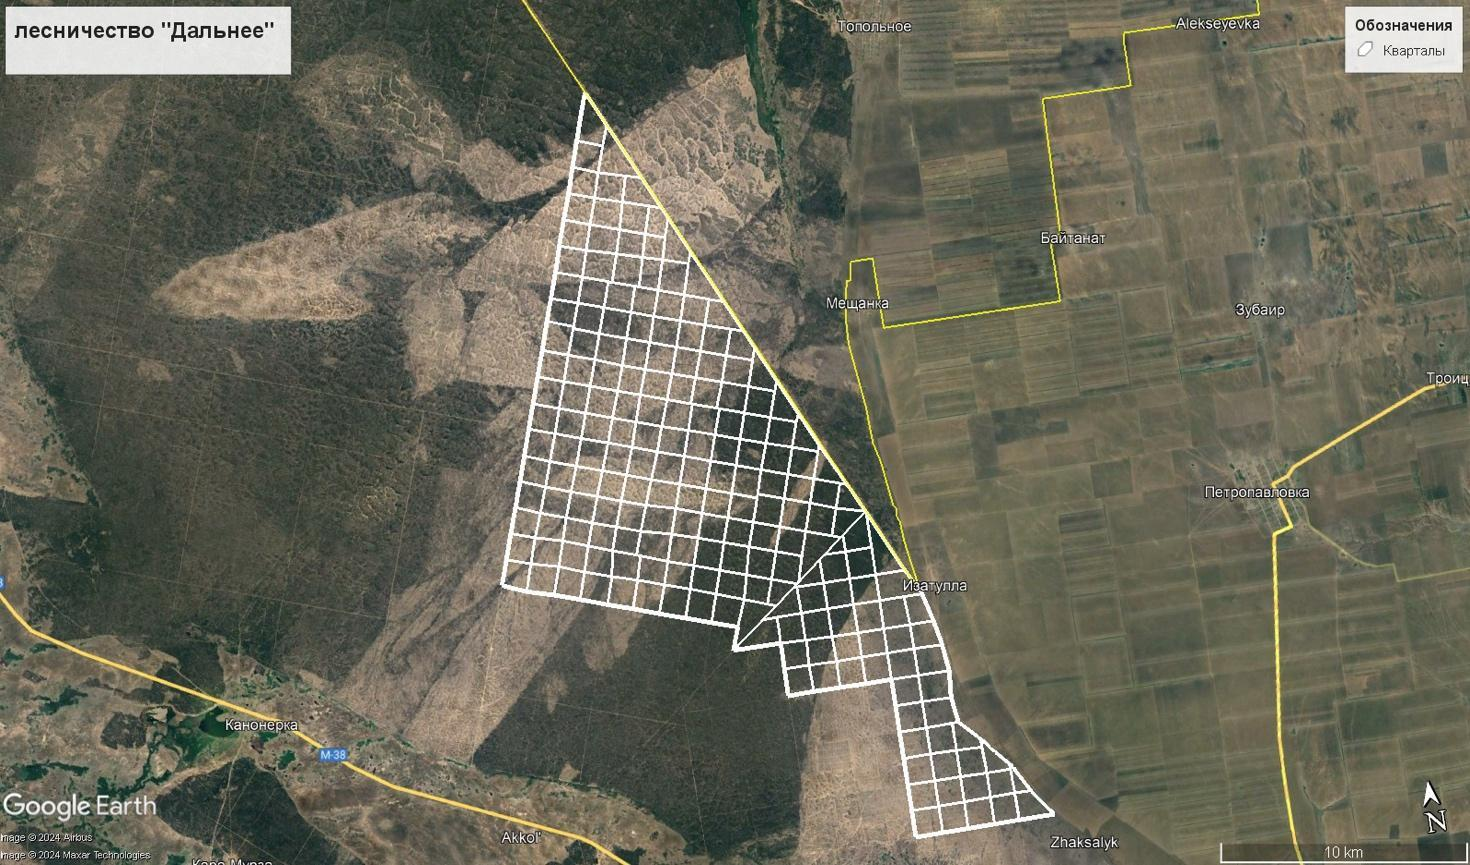 лесничество "Дальнее"
Обозначения
Кварталы
Топольное
Alekseyevka
Байтанат
Мещанка
Зубаир
Троиц
Петропавловка
Изатулла
Канонерка
M-38
Akkol'
Zhaksalyk
Google Earth
Image © 2024 Airbus
Image © 2024 Maxar Technologies
N
10 km